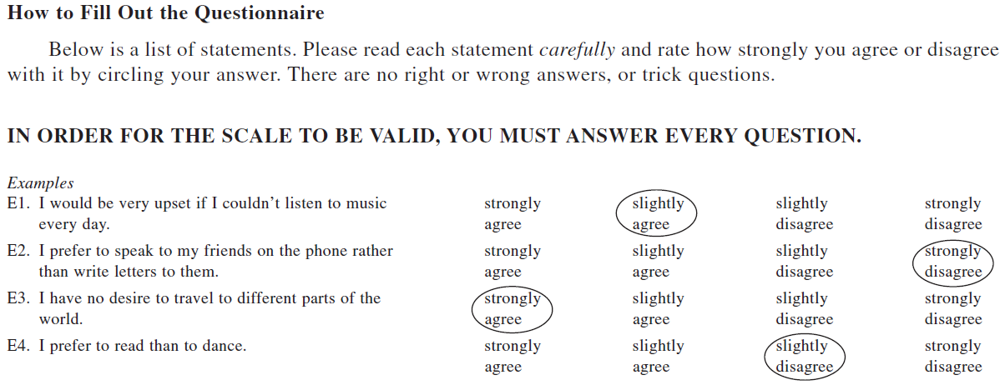 How to Fill Out the Questionnaire
Below is a list of statements. Please read each statement carefully and rate how strongly you agree or disagree
with it by circling your answer. There are no right or wrong answers, or trick questions.
IN ORDER FOR THE SCALE TO BE VALID, YOU MUST ANSWER EVERY QUESTION.
Examples
E1. I would be very upset if I couldn't listen to music strongly slightly slightly strongly
every day. agree agree disagree disagree
E2. I prefer to speak to my friends on the phone rather strongly slightly slightly strongly
than write letters to them. agree agree disagree disagree
E3. I have no desire to travel to different parts of the strongly slightly slightly strongly
world. agree agree disagree disagree
E4. I prefer to read than to dance. strongly slightly slightly strongly
agree agree disagree disagree